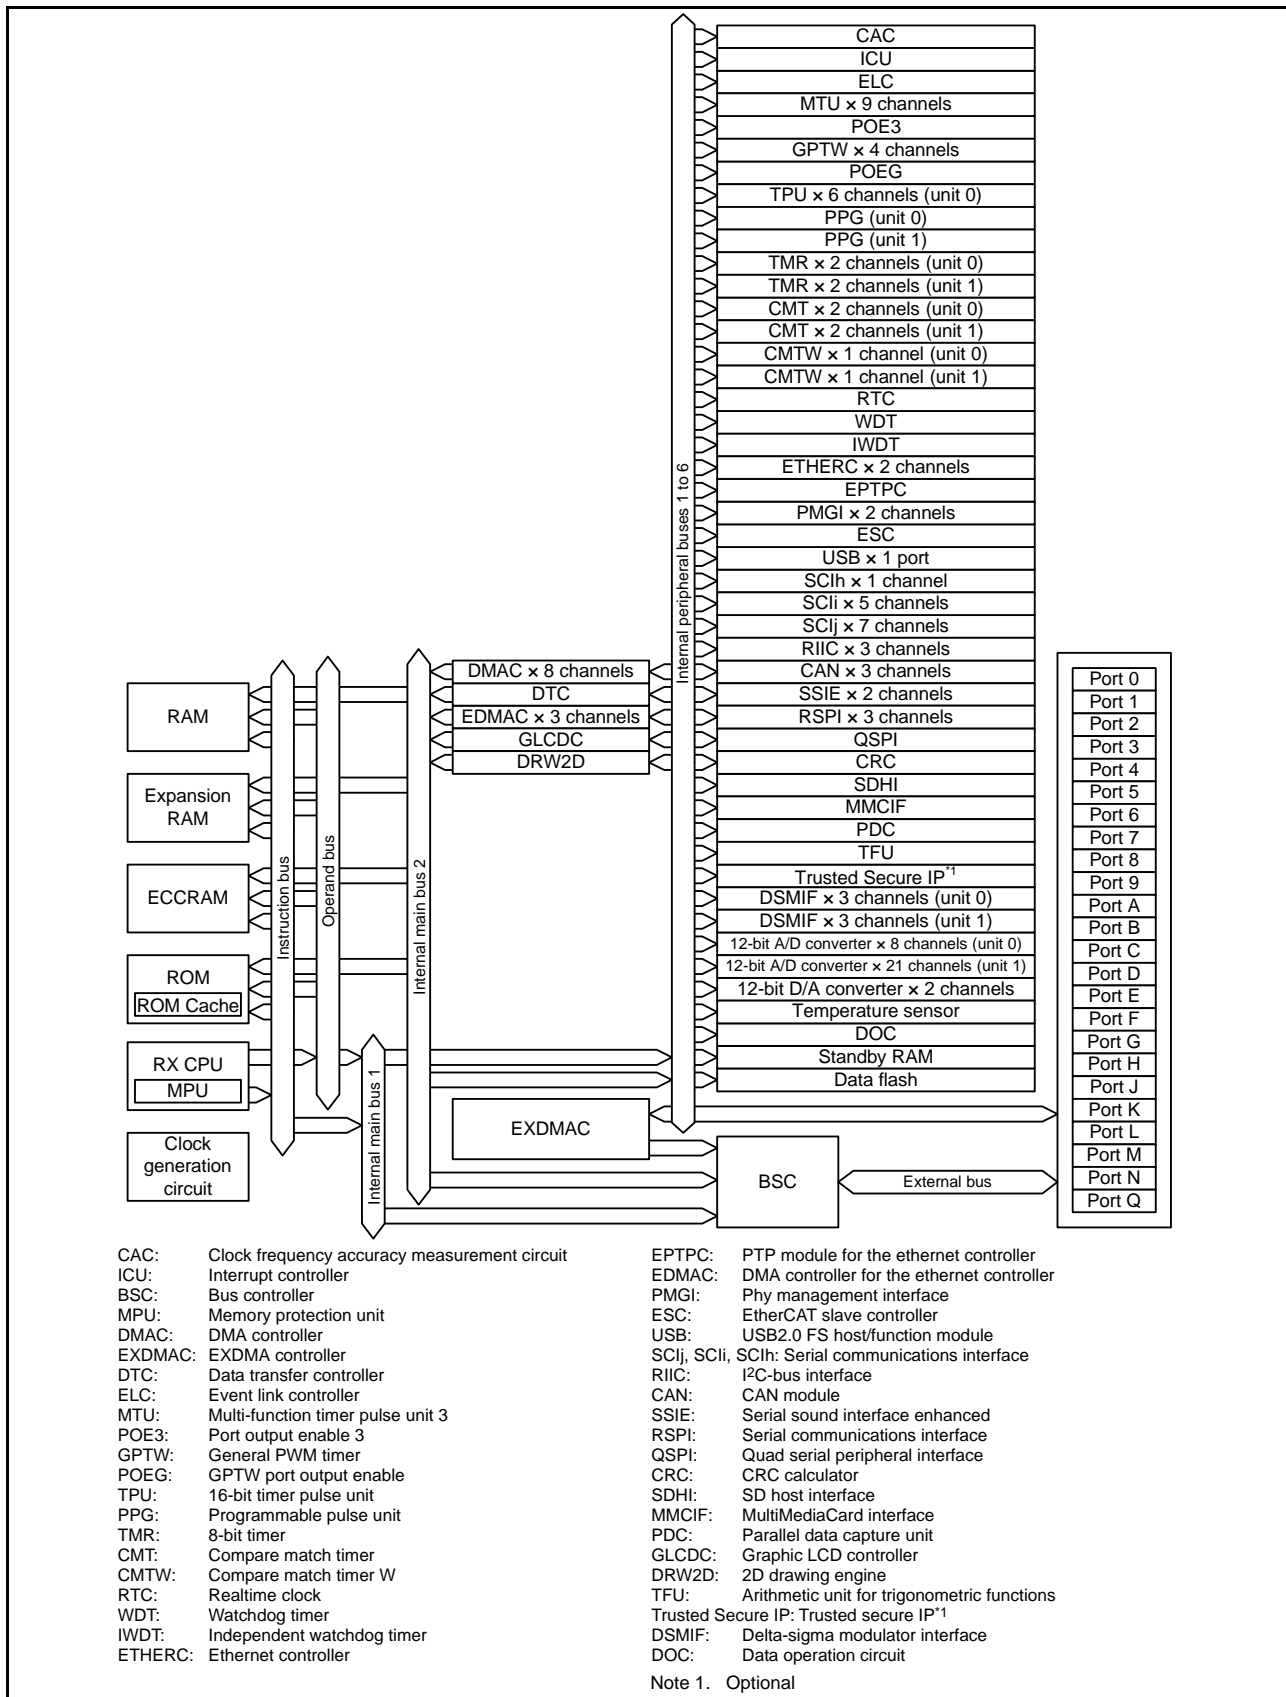 CAC
ICU
ELC
MTU × 9 channels
POE3
GPTW × 4 channels
POEG
TPU × 6 channels (unit 0)
PPG (unit 0)
PPG (unit 1)
TMR × 2 channels (unit 0)
TMR × 2 channels (unit 1)
CMT × 2 channels (unit 0)
CMT × 2 channels (unit 1)
CMTW × 1 channel (unit 0)
CMTW × 1 channel (unit 1)
RTC
WDT
IWDT
ETHERC × 2 channels
EPTPC
PMGI × 2 channels
ESC
USB × 1 port
SCIh × 1 channel
SCIi × 5 channels
SCIj × 7 channels
RIIC × 3 channels
CAN × 3 channels
SSIE × 2 channels
RSPI × 3 channels
QSPI
CRC
SDHI
MMCIF
PDC
TFU
Trusted Secure IP*1
DSMIF × 3 channels (unit 0)
DSMIF × 3 channels (unit 1)
12-bit A/D converter × 8 channels (unit 0)
12-bit A/D converter × 21 channels (unit 1)
12-bit D/A converter × 2 channels
Temperature sensor
DOC
Standby RAM
Data flash
Internal peripheral buses 1 to 6
DMAC × 8 channels
DTC
EDMAC × 3 channels
GLCDC
DRW2D
RAM
Expansion
RAM
ECCRAM
ROM
ROM Cache
RX CPU
MPU
Clock
generation
circuit
Instruction bus
Operand bus
Internal main bus 1
Internal main bus 2
EXDMAC
BSC
External bus
Port 0
Port 1
Port 2
Port 3
Port 4
Port 5
Port 6
Port 7
Port 8
Port 9
Port A
Port B
Port C
Port D
Port E
Port F
Port G
Port H
Port J
Port K
Port L
Port M
Port N
Port Q
CAC: Clock frequency accuracy measurement circuit
ICU: Interrupt controller
BSC: Bus controller
MPU: Memory protection unit
DMAC: DMA controller
EXDMAC: EXDMA controller
DTC: Data transfer controller
ELC: Event link controller
MTU: Multi-function timer pulse unit 3
POE3: Port output enable 3
GPTW: General PWM timer
POEG: GPTW port output enable
TPU: 16-bit timer pulse unit
PPG: Programmable pulse unit
TMR: 8-bit timer
CMT: Compare match timer
CMTW: Compare match timer W
RTC: Realtime clock
WDT: Watchdog timer
IWDT: Independent watchdog timer
ETHERC: Ethernet controller
EPTPC: PTP module for the ethernet controller
EDMAC: DMA controller for the ethernet controller
PMGI: Phy management interface
ESC: EtherCAT slave controller
USB: USB2.0 FS host/function module
SCIj, SCIi, SCIh: Serial communications interface
RIIC: I2C-bus interface
CAN: CAN module
SSIE: Serial sound interface enhanced
RSPI: Serial communications interface
QSPI: Quad serial peripheral interface
CRC: CRC calculator
SDHI: SD host interface
MMCIF: MultiMediaCard interface
PDC: Parallel data capture unit
GLCDC: Graphic LCD controller
DRW2D: 2D drawing engine
TFU: Arithmetic unit for trigonometric functions
Trusted Secure IP: Trusted secure IP*1
DSMIF: Delta-sigma modulator interface
DOC: Data operation circuit
Note 1. Optional